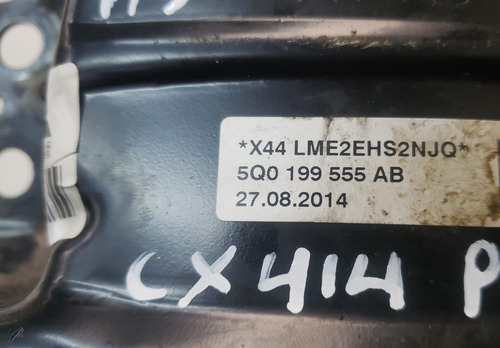 *X44 LME2EHS2NJQ*
5Q0 199 555 AB
27.08.2014
CX414 P